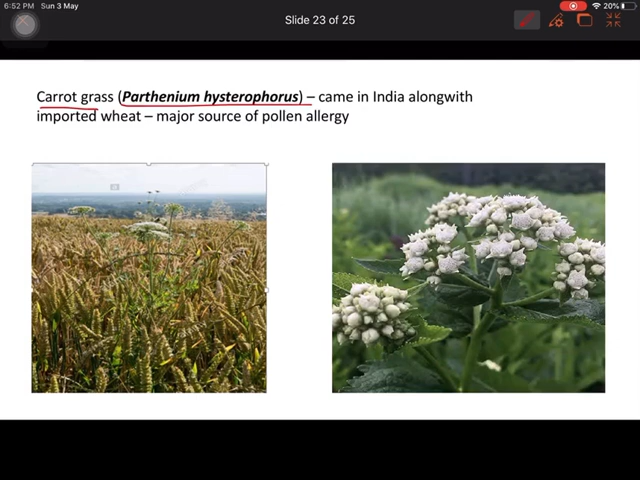 6:52 PM Sun 3 May
20%
Slide 23 of 25
Carrot grass (Parthenium hysterophorus) – came in India alongwith
imported wheat – major source of pollen allergy